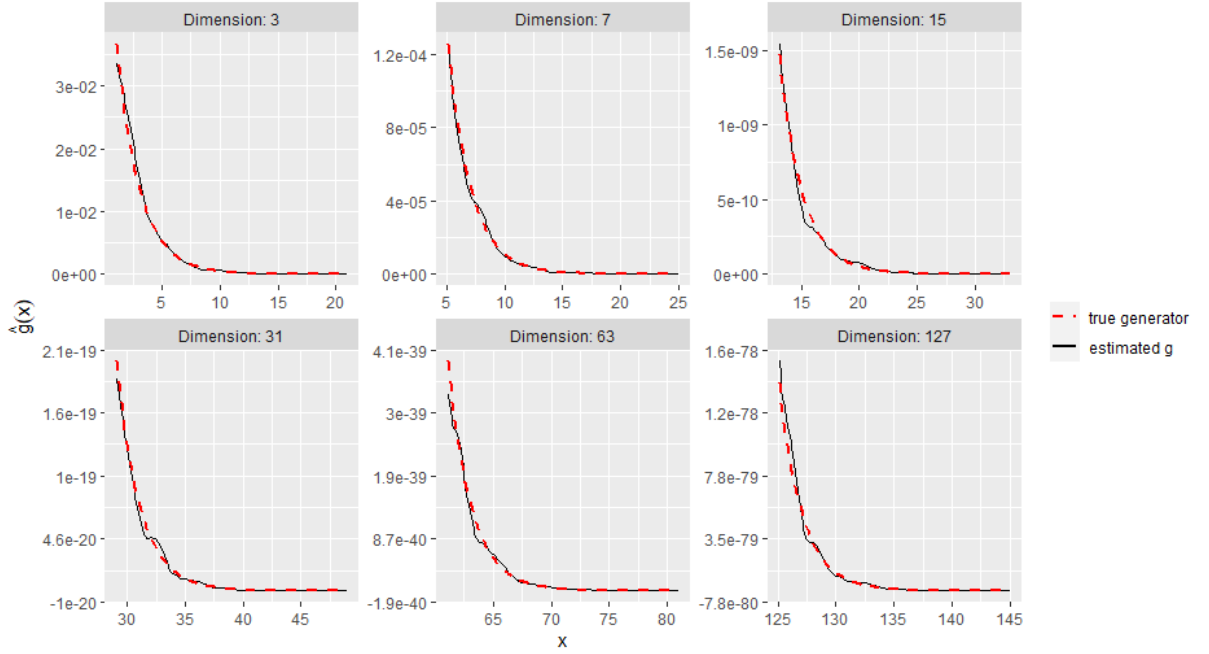 Dimension: 3
Dimension: 7
Dimension: 15
3e-02
2e-02
1e-02
0e+00
5
10
15
20
1.2e-04
8e-05
4e-05
0e+00
5
10
15
20
25
1.5e-09
1e-09
5e-10
0e+00
15
20
25
30
ĝ(x)
Dimension: 31
Dimension: 63
Dimension: 127
2.1e-19
1.6e-19
1e-19
4.6e-20
-1e-20
30
35
40
45
4.1e-39
3e-39
1.9e-39
8.7e-40
-1.9e-40
65
70
75
80
1.6e-78
1.2e-78
7.8e-79
3.5e-79
-7.8e-80
125
130
135
140
145
x
true generator
estimated g